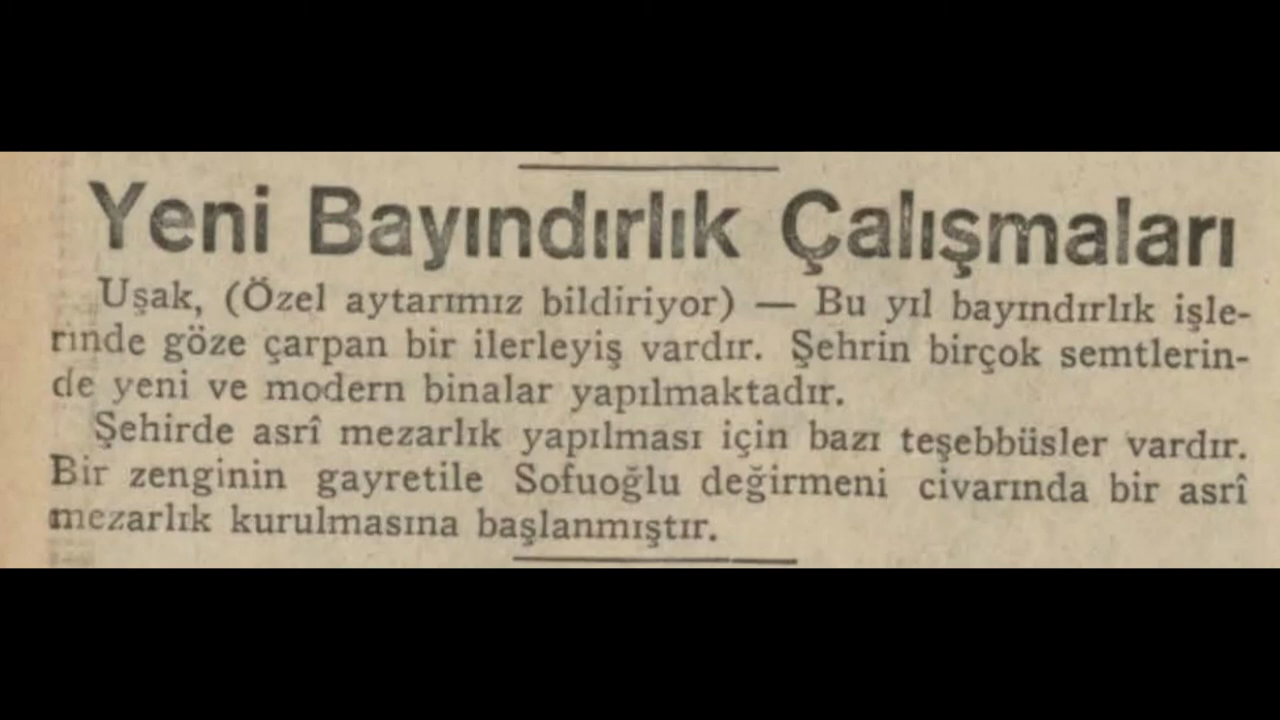 Yeni Bayındırlık Çalışmaları
Uşak, (Özel aytarımız bildiriyor) — Bu yıl bayındırlık işle-
rinde göze çarpan bir ilerleyiş vardır. Şehrin birçok semtlerin-
de yeni ve modern binalar yapılmaktadır.
Şehirde asrî mezarlık yapılması için bazı teşebbüsler vardır.
Bir zenginin gayretile Sofuoğlu değirmeni civarında bir asrî
mezarlık kurulmasına başlanmıştır.